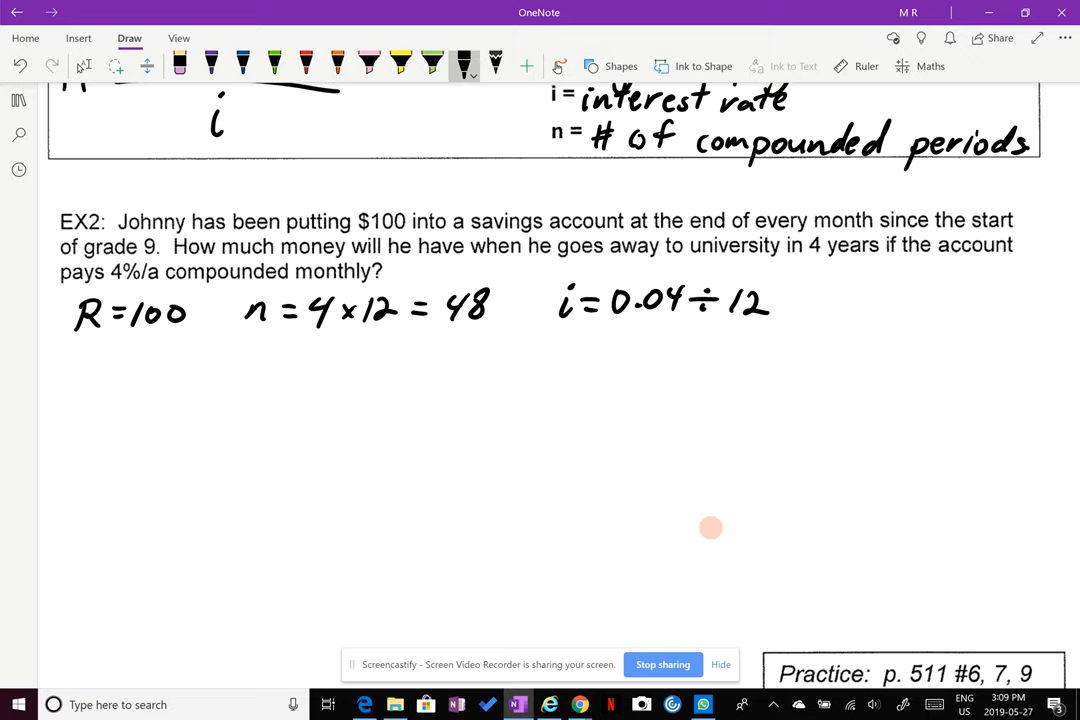 OneNote
M R
Home Insert Draw View
Share
Shapes Ink to Shape Ink to Text Ruler Maths
i
i = interest rate
n = # of compounded periods
EX2: Johnny has been putting $100 into a savings account at the end of every month since the start
of grade 9. How much money will he have when he goes away to university in 4 years if the account
pays 4%/a compounded monthly?
R = 100 n = 4 × 12 = 48 i = 0.04 ÷ 12
Screencastify - Screen Video Recorder is sharing your screen. Stop sharing Hide
Practice: p. 511 #6, 7, 9
Type here to search
ENG
US
3:09 PM
2019-05-27
3